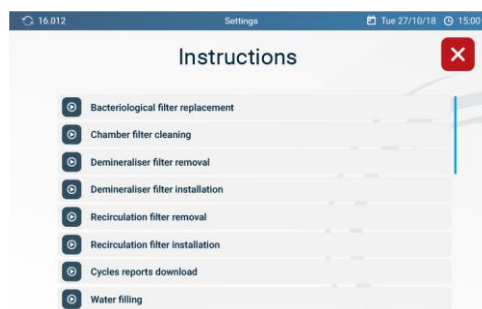 16.012 Settings Tue 27/10/18 15:00
Instructions
Bacteriological filter replacement
Chamber filter cleaning
Demineraliser filter removal
Demineraliser filter installation
Recirculation filter removal
Recirculation filter installation
Cycles reports download
Water filling